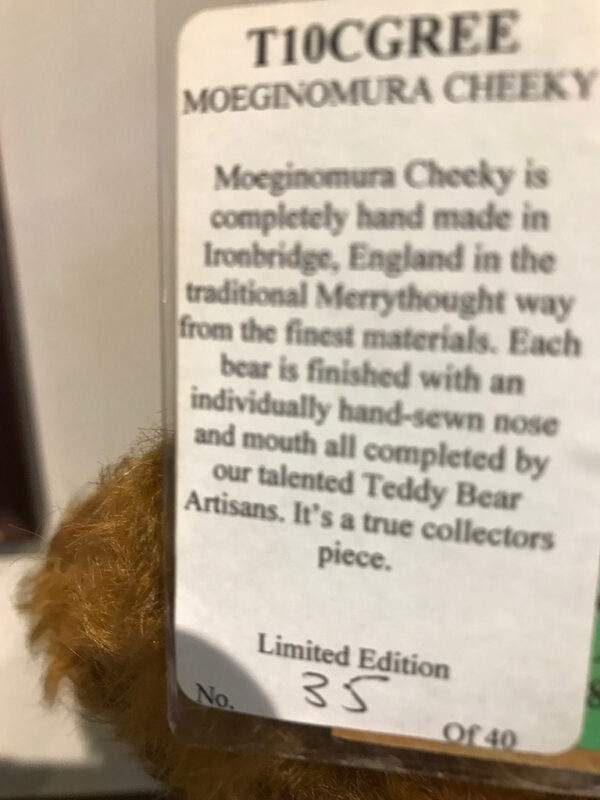 T10CGREE
MOEGINOMURA CHEEKY
Moeginomura Cheeky is
completely hand made in
Ironbridge, England in the
traditional Merrythought way
from the finest materials. Each
bear is finished with an
individually hand-sewn nose
and mouth all completed by
our talented Teddy Bear
Artisans. It's a true collectors
piece.
Limited Edition
No. 35
Of 40
8